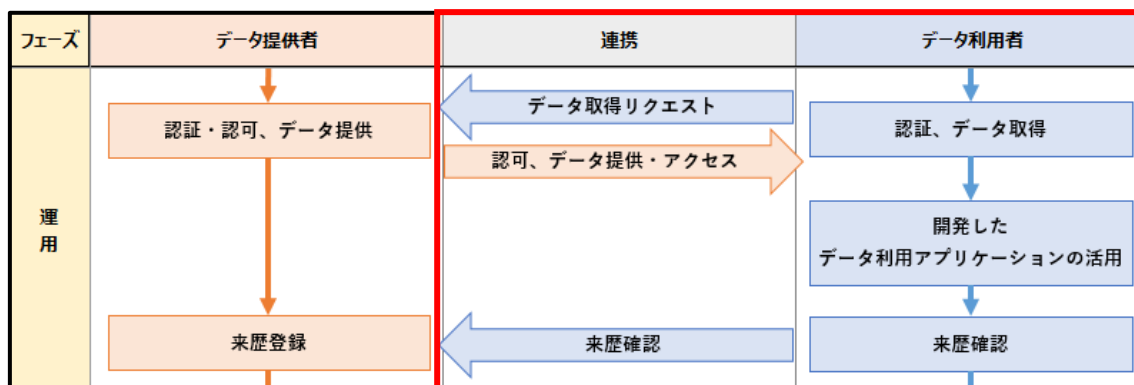 フェーズ
データ提供者
連携
データ利用者
運
用
認証・認可、データ提供
データ取得リクエスト
認証、データ取得
認可、データ提供・アクセス
開発した
データ利用アプリケーションの活用
来歴登録
来歴確認
来歴確認